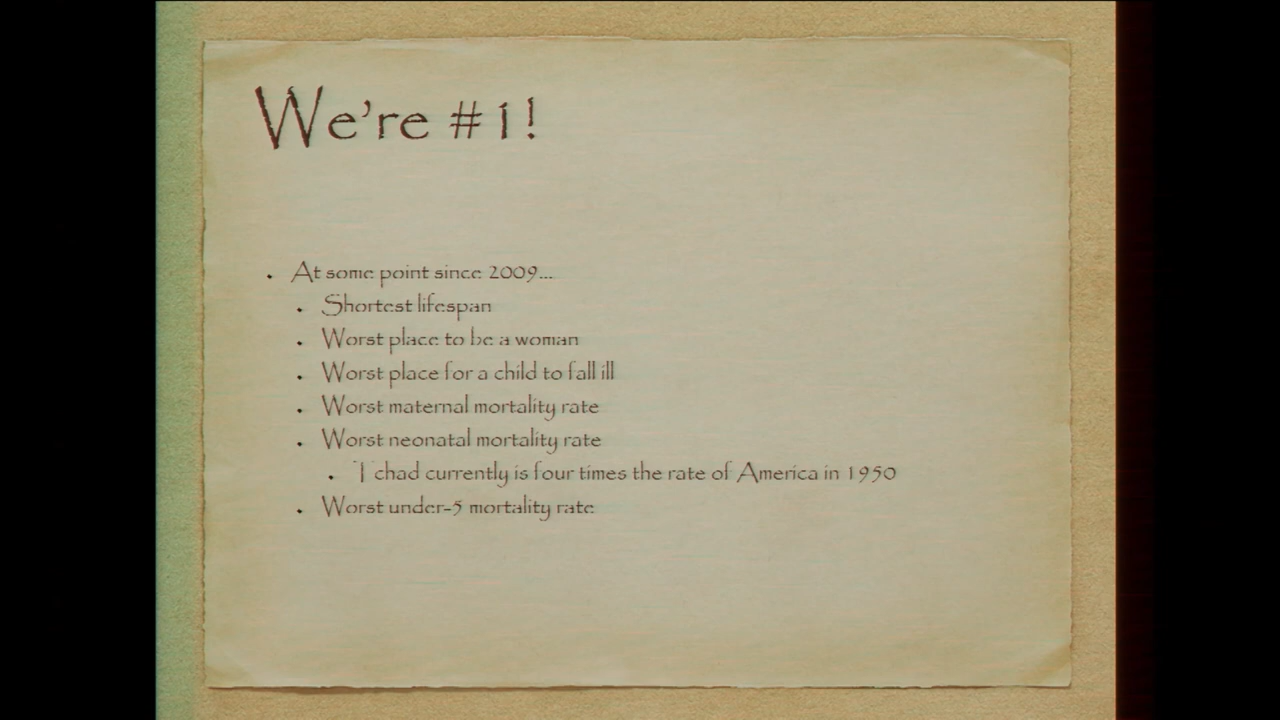 We're #1!
At some point since 2009...
Shortest lifespan
Worst place to be a woman
Worst place for a child to fall ill
Worst maternal mortality rate
Worst neonatal mortality rate
Tchad currently is four times the rate of America in 1950
Worst under-5 mortality rate